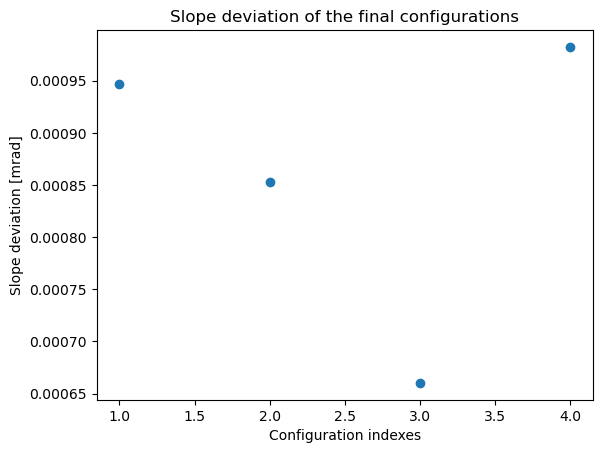 Slope deviation of the final configurations
Slope deviation [mrad]
0.00095
0.00090
0.00085
0.00080
0.00075
0.00070
0.00065
1.0 1.5 2.0 2.5 3.0 3.5 4.0
Configuration indexes